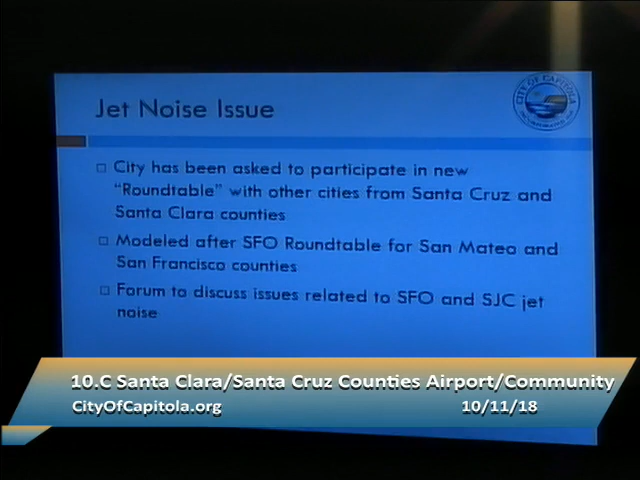 Jet Noise Issue
CITY OF CAPITOLA
City has been asked to participate in new
"Roundtable" with other cities from Santa Cruz and
Santa Clara counties
Modeled after SFO Roundtable for San Mateo and
San Francisco counties
Forum to discuss issues related to SFO and SJC jet
noise
10.C Santa Clara/Santa Cruz Counties Airport/Community
CityOfCapitola.org
10/11/18